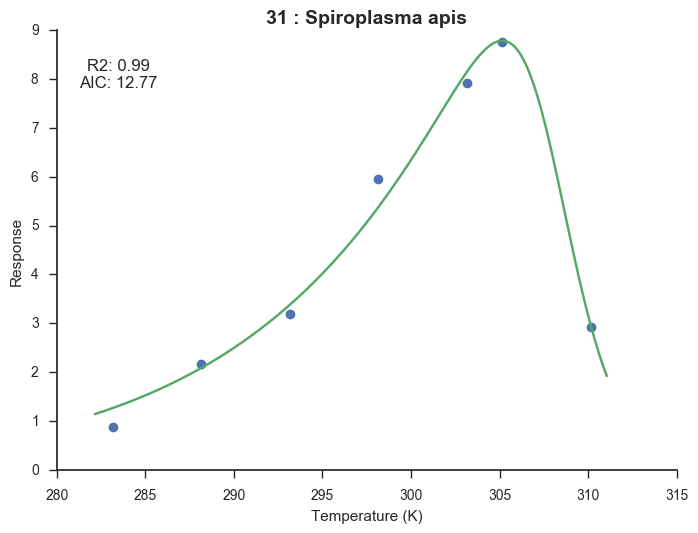 31 : Spiroplasma apis
R2: 0.99
AIC: 12.77
9
8
7
6
5
4
3
2
1
0
Response
280 285 290 295 300 305 310 315
Temperature (K)